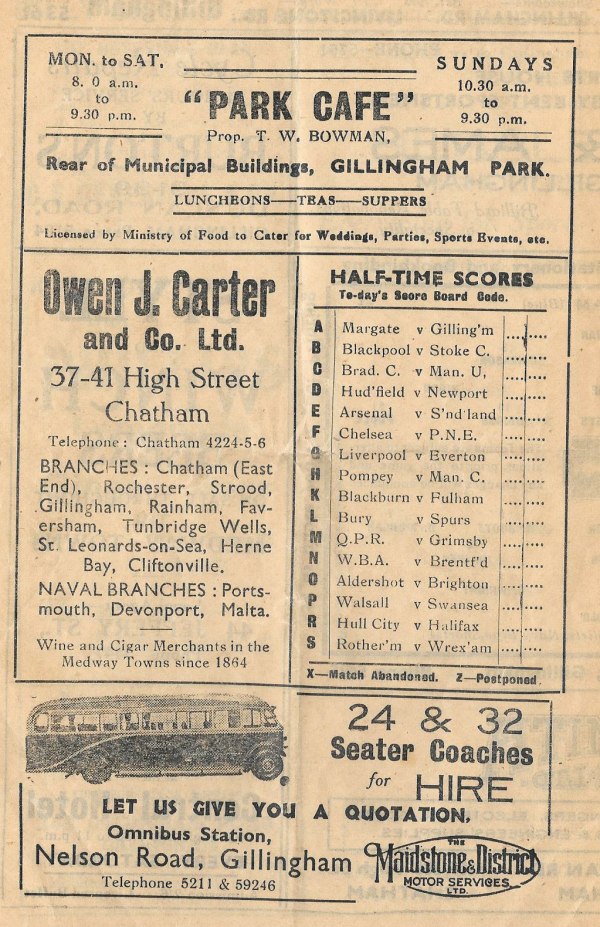 MON. to SAT.
8. 0 a.m.
to
9.30 p.m.
SUNDAYS
10.30 a.m.
to
9.30 p.m.
"PARK CAFE"
Prop. T. W. BOWMAN,
Rear of Municipal Buildings, GILLINGHAM PARK.
LUNCHEONS—TEAS—SUPPERS
Licensed by Ministry of Food to Cater for Weddings, Parties, Sports Events, etc.
Owen J. Carter
and Co. Ltd.
37-41 High Street
Chatham
Telephone: Chatham 4224-5-6
BRANCHES: Chatham (East
End), Rochester, Strood,
Gillingham, Rainham, Fav-
ersham, Tunbridge Wells,
St. Leonards-on-Sea, Herne
Bay, Cliftonville.
NAVAL BRANCHES: Ports-
mouth, Devonport, Malta.
Wine and Cigar Merchants in the
Medway Towns since 1864
HALF-TIME SCORES
To-day's Score Board Code.
A Margate v Gilling'm
B Blackpool v Stoke C.
C Brad. C. v Man. U,
D Hud'field v Newport
E Arsenal v S'nd'land
F Chelsea v P.N.E.
G Liverpool v Everton
H Pompey v Man. C.
K Blackburn v Fulham
L Bury v Spurs
M Q.P.R. v Grimsby
N W.B.A. v Brentf'd
O Aldershot v Brighton
P Walsall v Swansea
R Hull City v Halifax
S Rother'm v Wrex'am
X—Match Abandoned. Z—Postponed.
24 & 32
Seater Coaches
for HIRE
LET US GIVE YOU A QUOTATION,
Omnibus Station,
Nelson Road, Gillingham
Telephone 5211 & 59246
THE
Maidstone & District
MOTOR SERVICES
LTD.